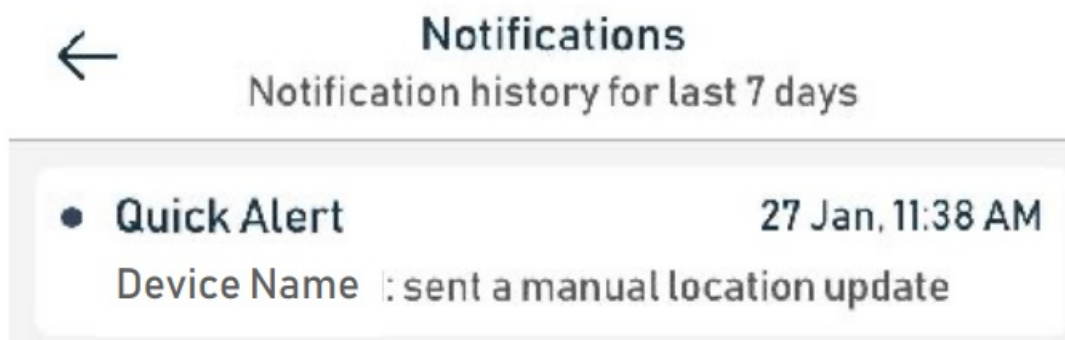 Notifications
Notification history for last 7 days
Quick Alert 27 Jan, 11:38 AM
Device Name : sent a manual location update